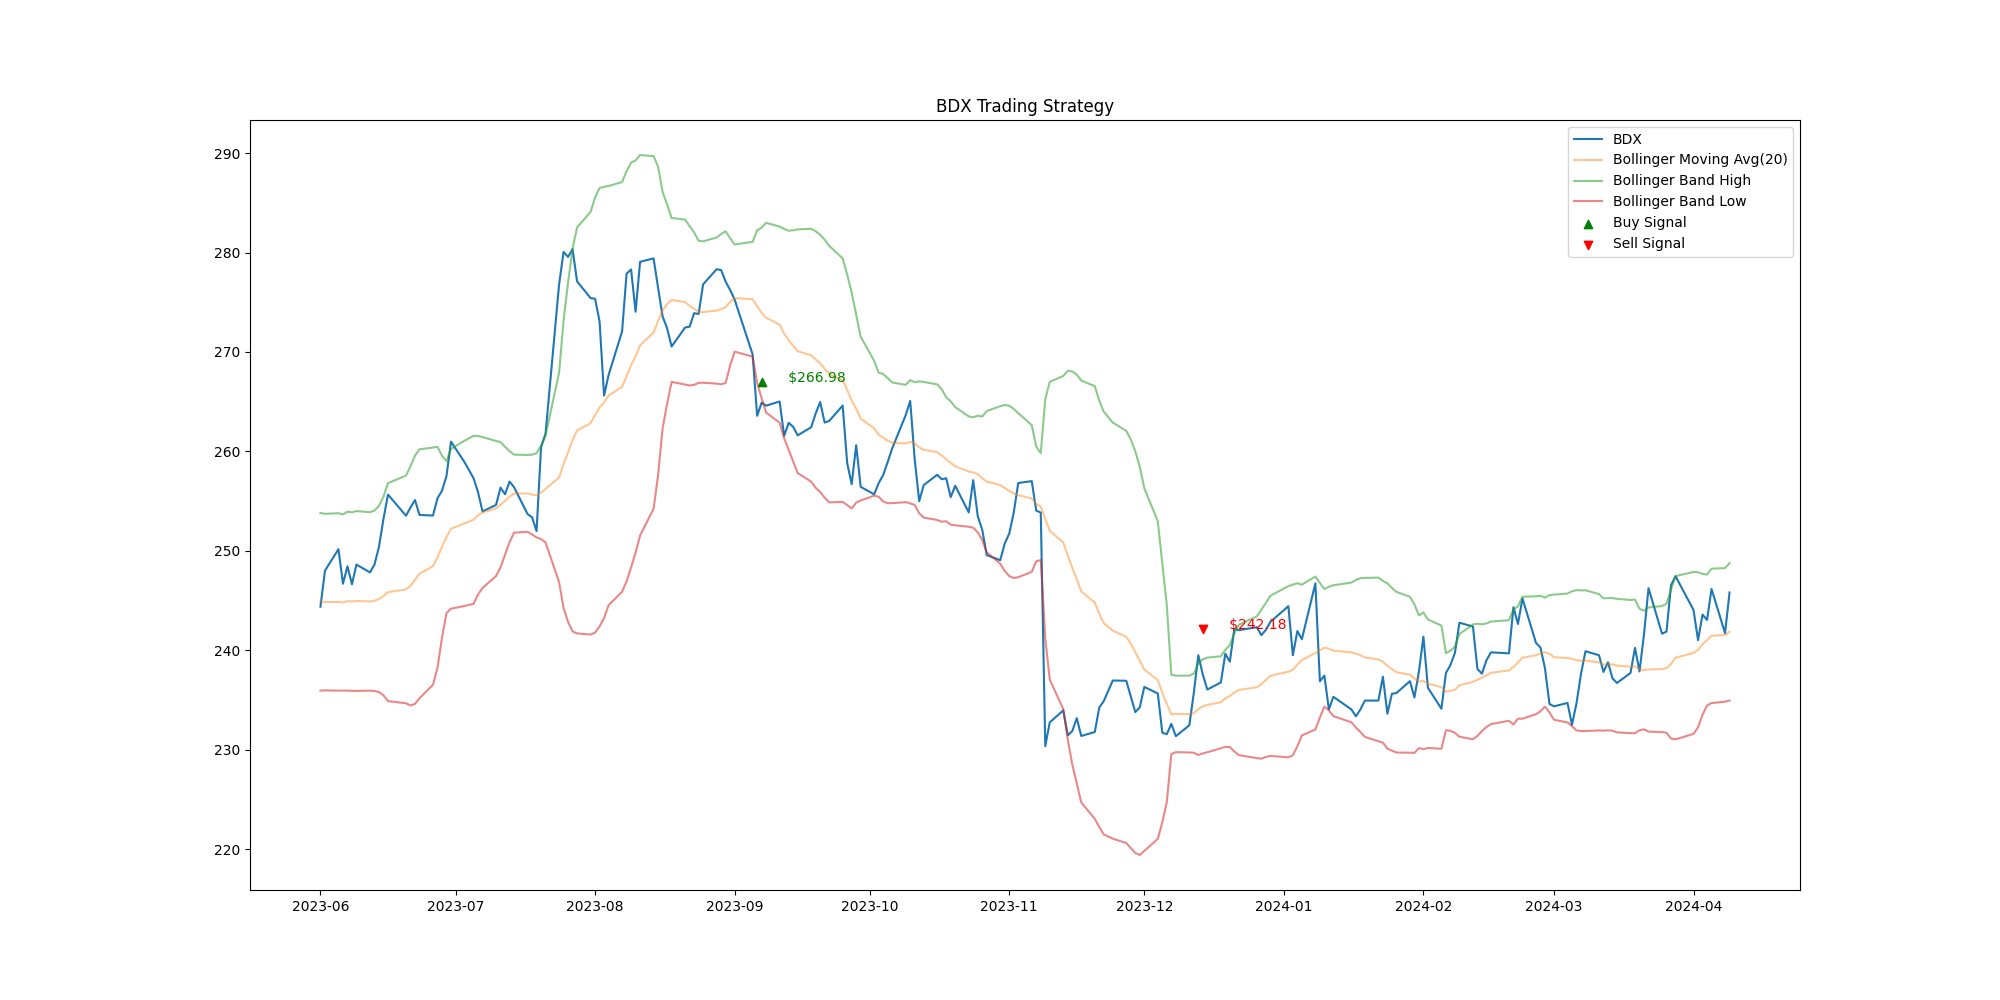 BDX Trading Strategy
BDX
Bollinger Moving Avg(20)
Bollinger Band High
Bollinger Band Low
Buy Signal
Sell Signal
290
280
270
260
250
240
230
220
$266.98
$242.18
2023-06 2023-07 2023-08 2023-09 2023-10 2023-11 2023-12 2024-01 2024-02 2024-03 2024-04